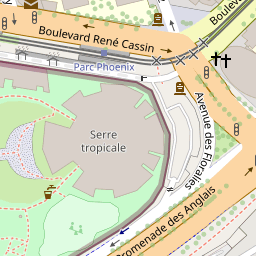 Boulev
Boulevard René Cassin
Parc Phoenix
Avenue des Floralies
Serre
tropicale
Promenade des Anglais